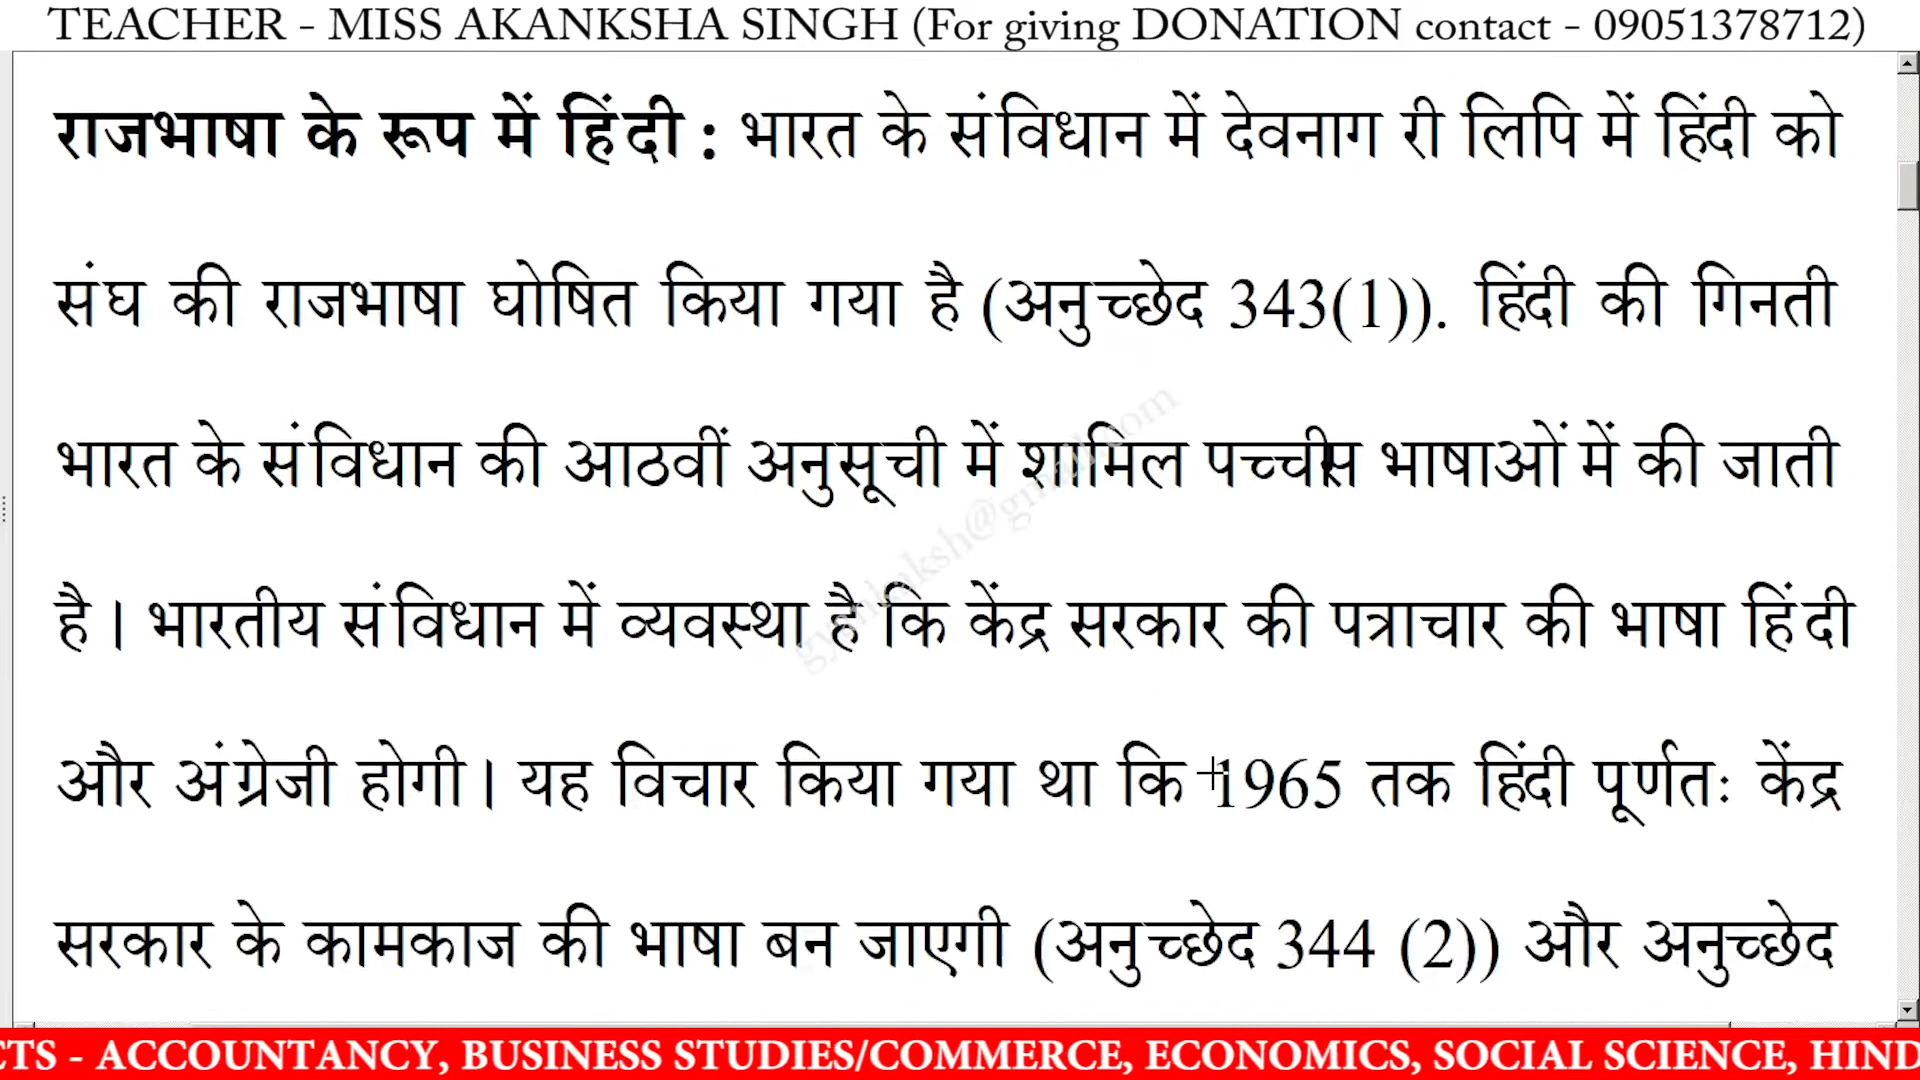 TEACHER - MISS AKANKSHA SINGH (For giving DONATION contact - 09051378712)
राजभाषा के रूप में हिंदी : भारत के संविधान में देवनाग री लिपि में हिंदी को
संघ की राजभाषा घोषित किया गया है (अनुच्छेद 343(1)). हिंदी की गिनती
भारत के संविधान की आठवीं अनुसूची में शामिल पच्चीस भाषाओं में की जाती
है। भारतीय संविधान में व्यवस्था है कि केंद्र सरकार की पत्राचार की भाषा हिंदी
और अंग्रेजी होगी। यह विचार किया गया था कि 1965 तक हिंदी पूर्णतः केंद्र
सरकार के कामकाज की भाषा बन जाएगी (अनुच्छेद 344 (2)) और अनुच्छेद
CTS - ACCOUNTANCY, BUSINESS STUDIES/COMMERCE, ECONOMICS, SOCIAL SCIENCE, HIND